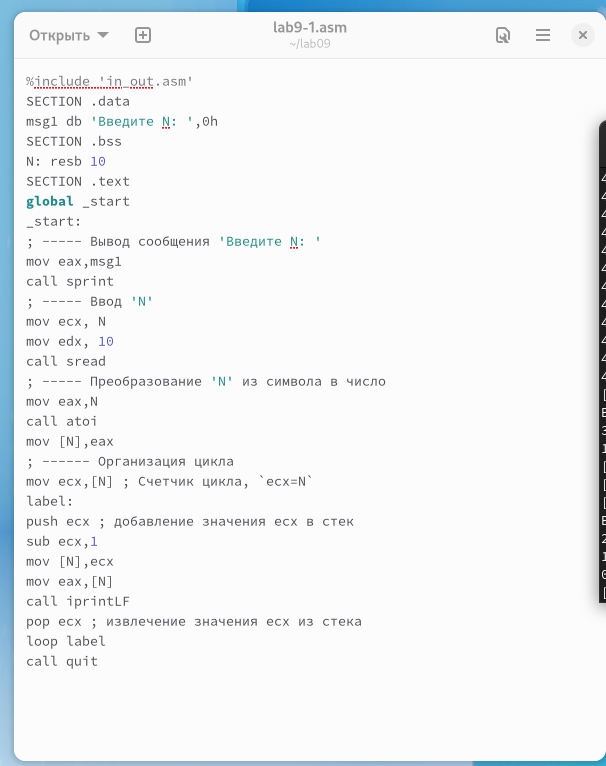 Открыть
lab9-1.asm
~/lab09
%include 'in_out.asm'
SECTION .data
msg1 db 'Введите N: ',0h
SECTION .bss
N: resb 10
SECTION .text
global _start
_start:
; ----- Вывод сообщения 'Введите N: '
mov eax,msg1
call sprint
; ----- Ввод 'N'
mov ecx, N
mov edx, 10
call sread
; ----- Преобразование 'N' из символа в число
mov eax,N
call atoi
mov [N],eax
; ------ Организация цикла
mov ecx,[N] ; Счетчик цикла, `ecx=N`
label:
push ecx ; добавление значения ecx в стек
sub ecx,1
mov [N],ecx
mov eax,[N]
call iprintLF
pop ecx ; извлечение значения ecx из стека
loop label
call quit